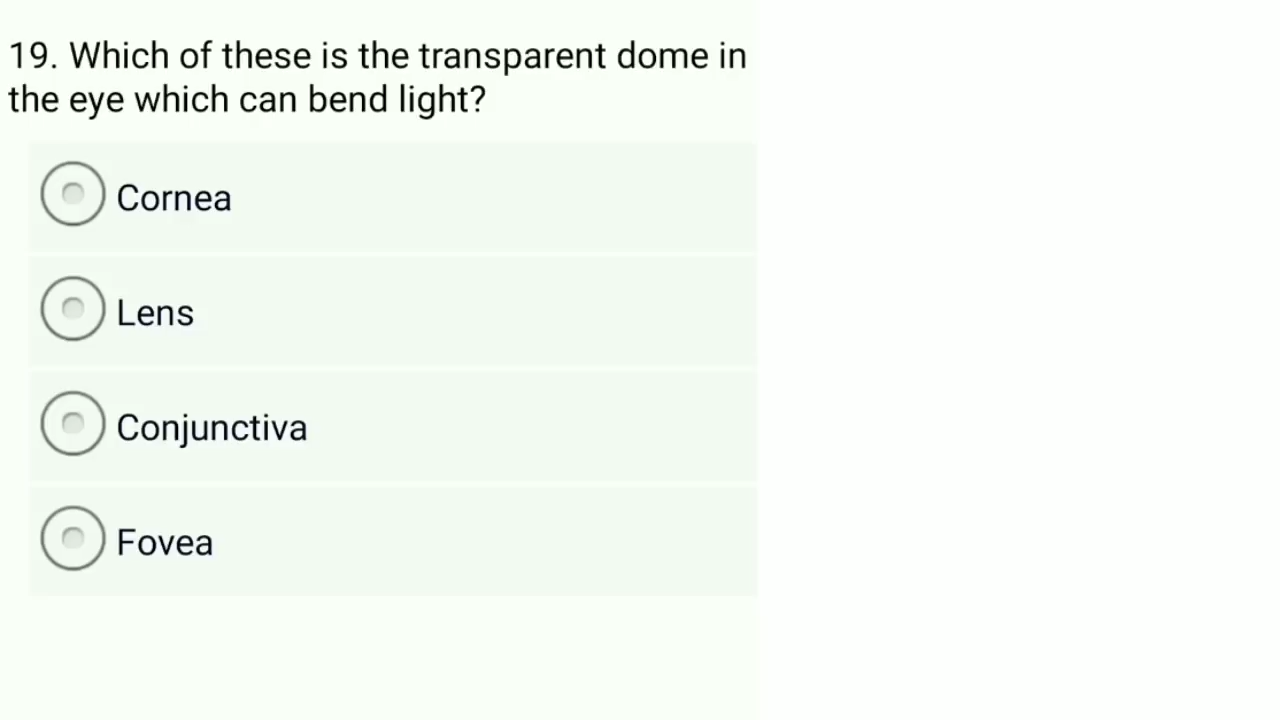 19. Which of these is the transparent dome in
the eye which can bend light?
Cornea
Lens
Conjunctiva
Fovea